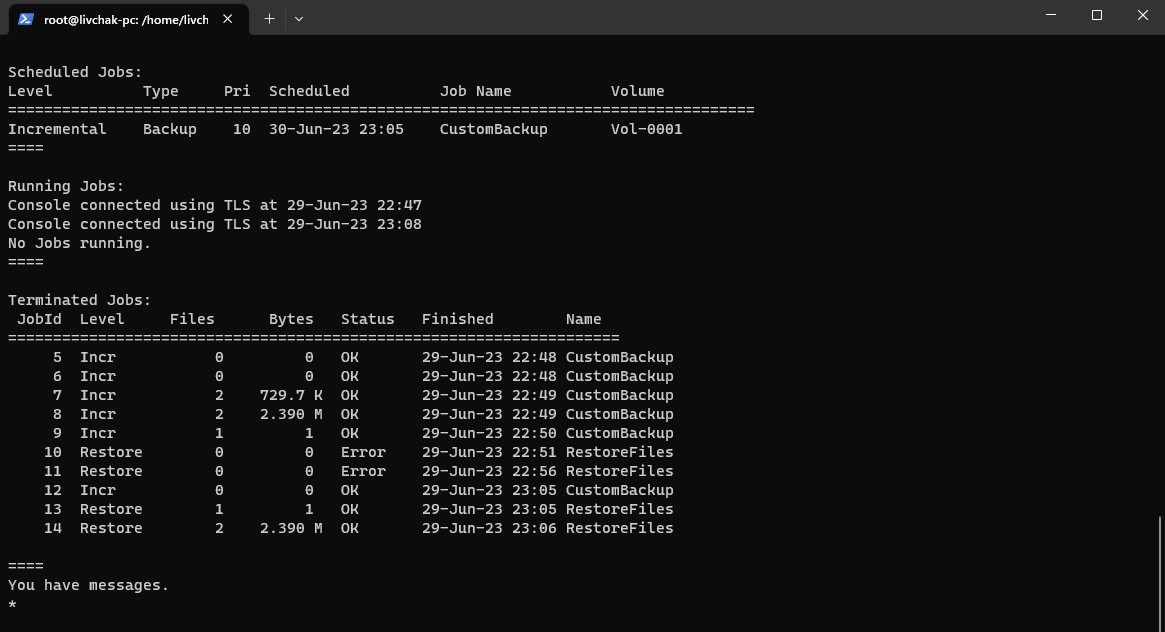 root@livchak-pc: /home/livch
Scheduled Jobs:
Level          Type     Pri  Scheduled          Job Name           Volume
===================================================================================
Incremental    Backup    10  30-Jun-23 23:05    CustomBackup       Vol-0001
====
Running Jobs:
Console connected using TLS at 29-Jun-23 22:47
Console connected using TLS at 29-Jun-23 23:08
No Jobs running.
====
Terminated Jobs:
 JobId  Level     Files      Bytes   Status   Finished        Name
====================================================================
     5  Incr           0         0   OK       29-Jun-23 22:48 CustomBackup
     6  Incr           0         0   OK       29-Jun-23 22:48 CustomBackup
     7  Incr           2    729.7 K  OK       29-Jun-23 22:49 CustomBackup
     8  Incr           2    2.390 M  OK       29-Jun-23 22:49 CustomBackup
     9  Incr           1         1   OK       29-Jun-23 22:50 CustomBackup
    10  Restore        0         0   Error    29-Jun-23 22:51 RestoreFiles
    11  Restore        0         0   Error    29-Jun-23 22:56 RestoreFiles
    12  Incr           0         0   OK       29-Jun-23 23:05 CustomBackup
    13  Restore        1         1   OK       29-Jun-23 23:05 RestoreFiles
    14  Restore        2    2.390 M  OK       29-Jun-23 23:06 RestoreFiles
====
You have messages.
*